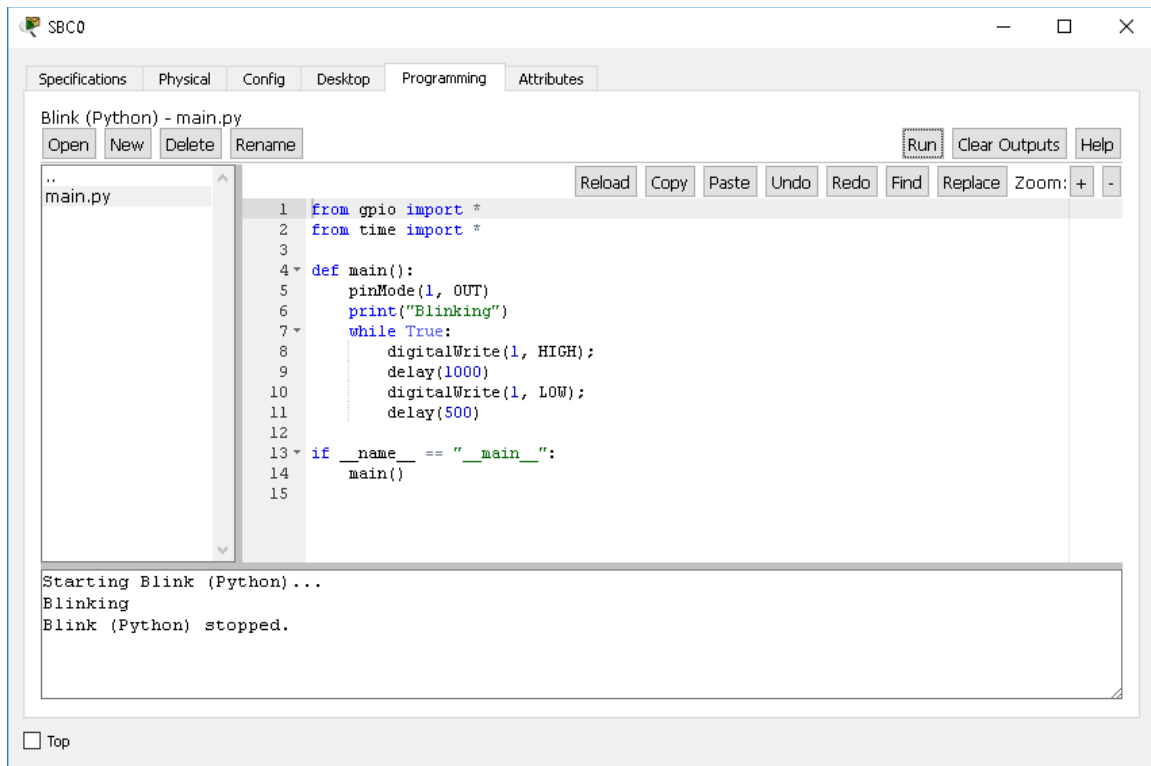 SBC0
Specifications Physical Config Desktop Programming Attributes
Blink (Python) - main.py
Open New Delete Rename Run Clear Outputs Help
..
main.py
Reload Copy Paste Undo Redo Find Replace Zoom: + -
1 from gpio import *
2 from time import *
3
4 def main():
5     pinMode(1, OUT)
6     print("Blinking")
7     while True:
8         digitalWrite(1, HIGH);
9         delay(1000)
10         digitalWrite(1, LOW);
11         delay(500)
12
13 if __name__ == "__main__":
14     main()
15
Starting Blink (Python)...
Blinking
Blink (Python) stopped.
Top